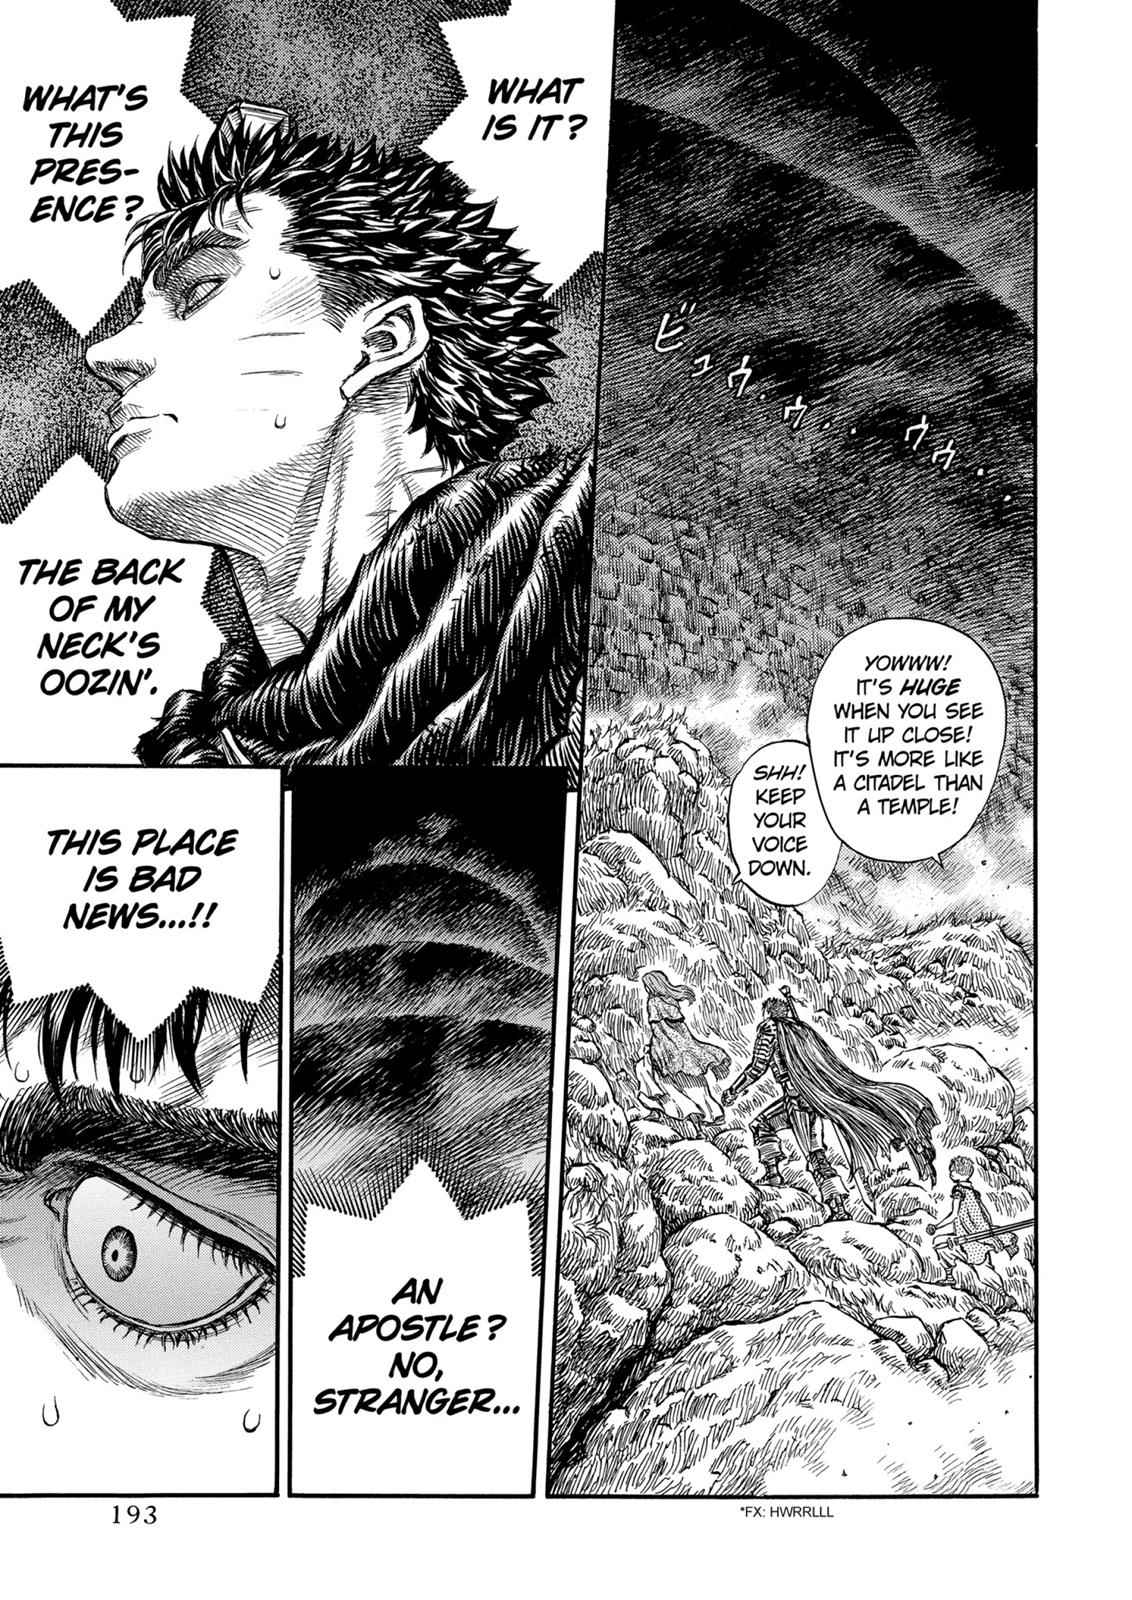 ビュウ
ゥ..
ウゥ.
YOWWW!
IT'S HUGE
WHEN YOU SEE
IT UP CLOSE!
IT'S MORE LIKE
A CITADEL THAN
A TEMPLE!
SHH!
KEEP
YOUR
VOICE
DOWN.
*FX: HWRRLLL
WHAT
IS IT?
WHAT'S
THIS
PRES-
ENCE?
THE BACK
OF MY
NECK'S
OOZIN'.
AN
APOSTLE?
NO,
STRANGER...
THIS PLACE
IS BAD
NEWS...!!
193